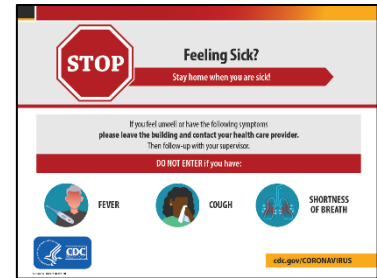 STOP
Feeling Sick?
Stay home when you are sick!
If you feel unwell or have the following symptoms
please leave the building and contact your health care provider.
Then follow-up with your supervisor.
DO NOT ENTER if you have:
FEVER
COUGH
SHORTNESS
OF BREATH
CDC
cdc.gov/CORONAVIRUS